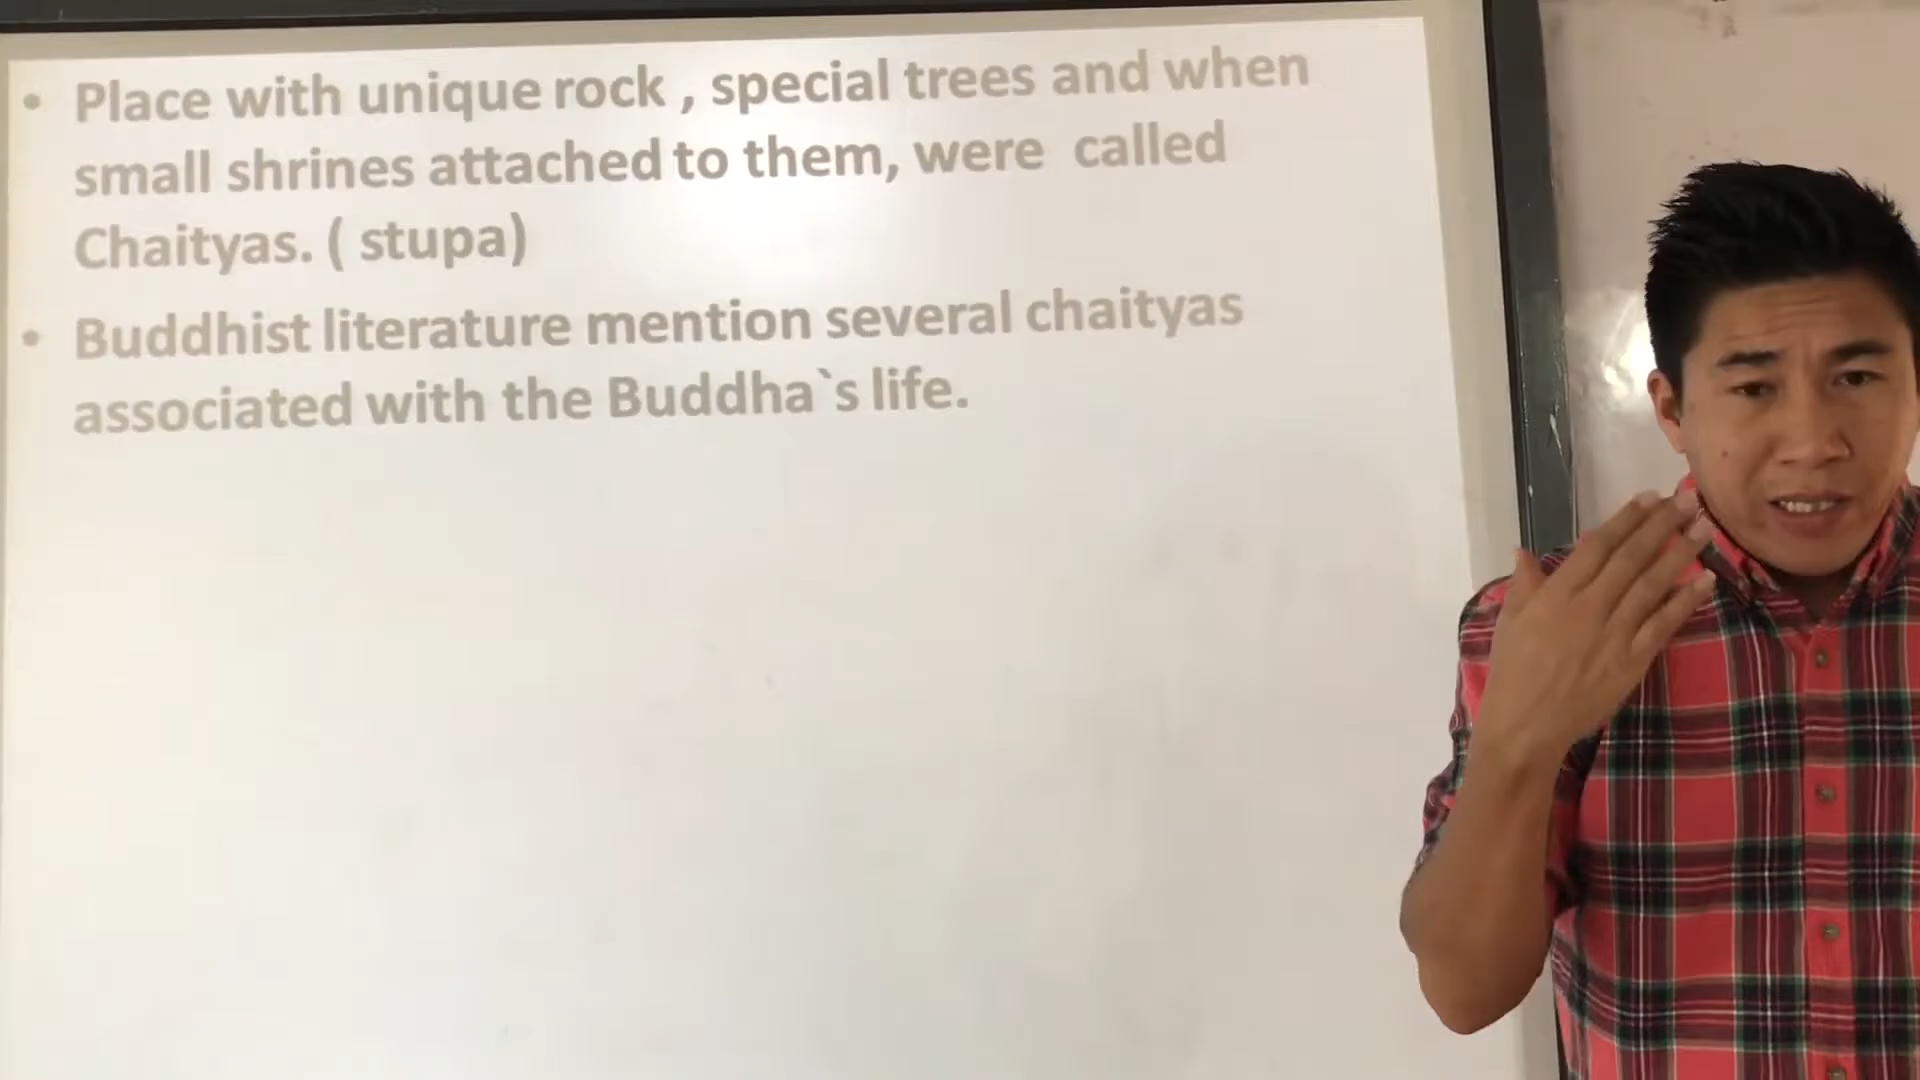 • Place with unique rock , special trees and when
small shrines attached to them, were called
Chaityas. ( stupa)
• Buddhist literature mention several chaityas
associated with the Buddha`s life.